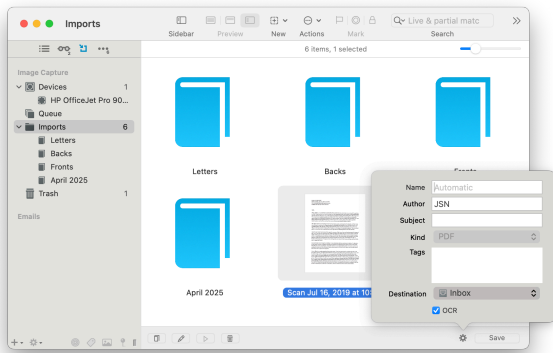 Imports
Sidebar
Preview
New
Actions
Mark
Live & partial matc
Search
6 items, 1 selected
Image Capture
Devices 1
HP OfficeJet Pro 90...
Queue
Imports 6
Letters
Backs
Fronts
April 2025
Trash 1
Emails
Letters
Backs
Fronts
April 2025
Scan Jul 16, 2019 at 10
Name Automatic
Author JSN
Subject
Kind PDF
Tags
Destination Inbox
OCR
Save